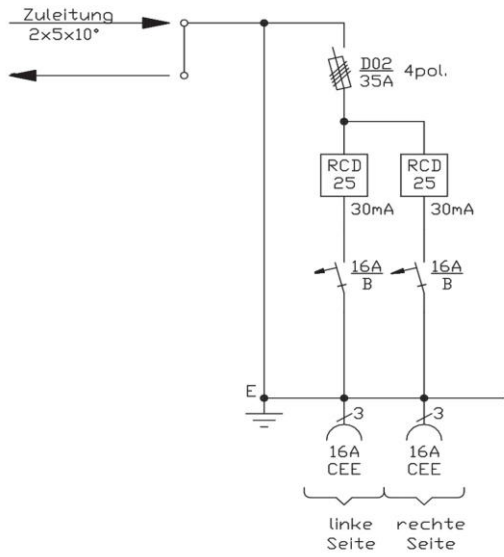 Zuleitung
2x5x10°
D02
35A
4pol.
RCD
25
RCD
25
30mA
30mA
16A
B
16A
B
E
3
3
16A
CEE
16A
CEE
linke
Seite
rechte
Seite